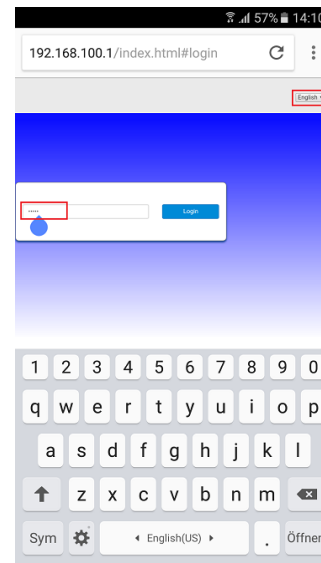 57% 14:10
192.168.100.1/index.html#login
English
.....
Login
1 2 3 4 5 6 7 8 9 0
q w e r t y u i o p
a s d f g h j k l
z x c v b n m
Sym English(US) . Öffnen